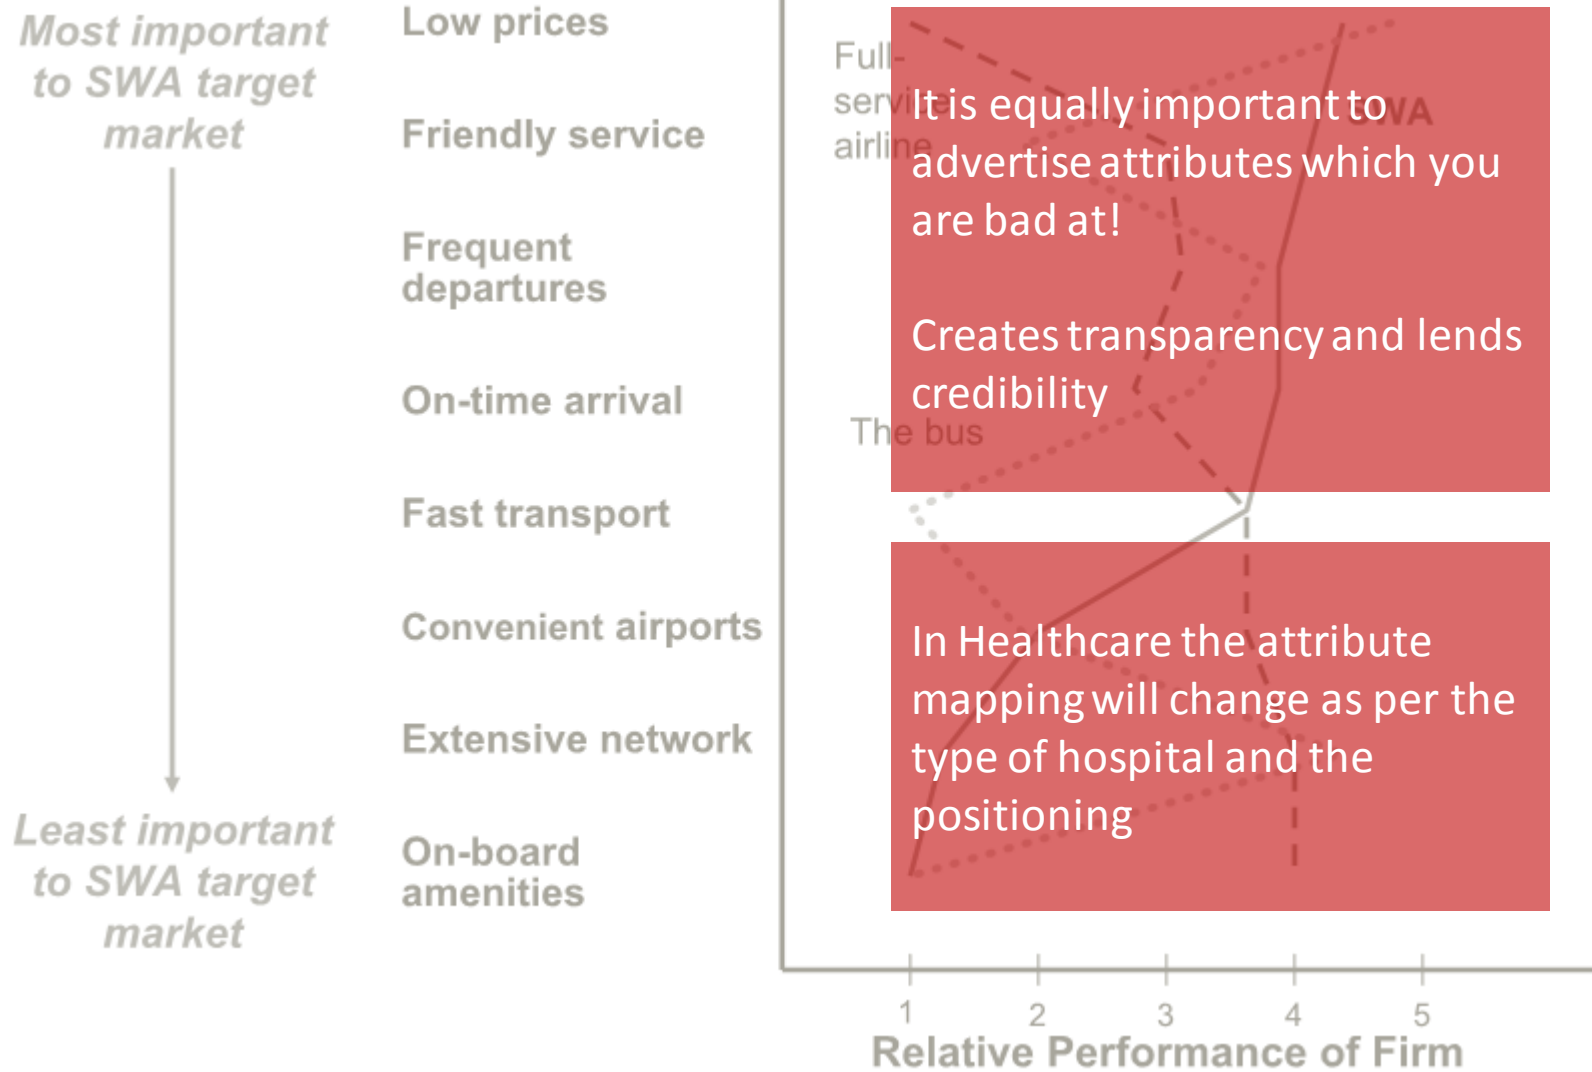 Most important
to SWA target
market
Least important
to SWA target
market
Low prices
Friendly service
Frequent
departures
On-time arrival
Fast transport
Convenient airports
Extensive network
On-board
amenities
Full-
service
airline
SWA
The bus
It is equally important to
advertise attributes which you
are bad at!
Creates transparency and lends
credibility
In Healthcare the attribute
mapping will change as per the
type of hospital and the
positioning
1 2 3 4 5
Relative Performance of Firm